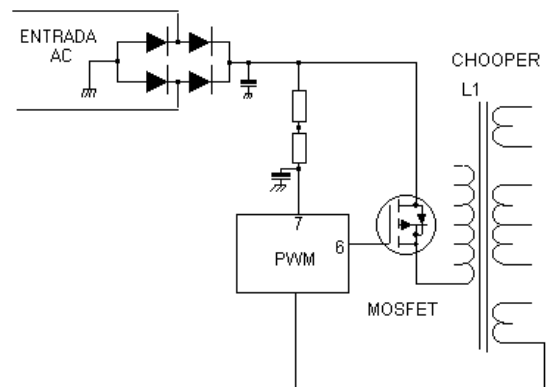 ENTRADA
AC
CHOOPER
L1
7
6
PWM
MOSFET